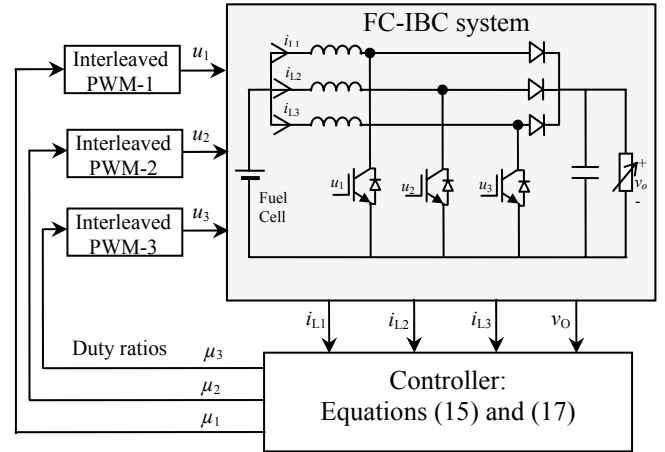 FC-IBC system
Interleaved
PWM-1
u1
Interleaved
PWM-2
u2
Interleaved
PWM-3
u3
iL1
iL2
iL3
Fuel
Cell
u1
u2
u3
+
vo
-
iL1
iL2
iL3
vO
Duty ratios
μ3
μ2
μ1
Controller:
Equations (15) and (17)